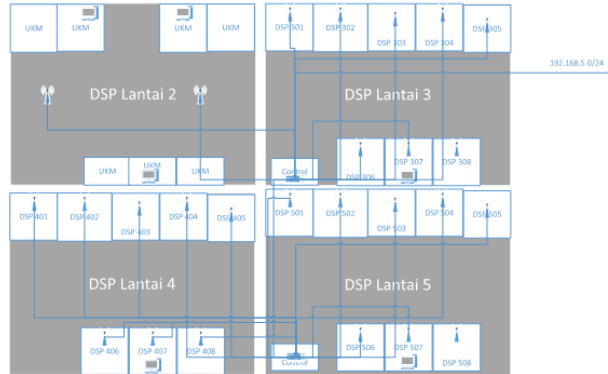 UKM
UKM
UKM
UKM
DSP Lantai 2
UKM
UKM
UKM
DSP 301
DSP 302
DSP 303
DSP 304
DSP 305
192.168.5.0/24
DSP Lantai 3
Control
DSP 306
DSP 307
DSP 308
DSP 401
DSP 402
DSP 403
DSP 404
DSP 405
DSP Lantai 4
DSP 406
DSP 407
DSP 408
DSP 501
DSP 502
DSP 503
DSP 504
DSP 505
DSP Lantai 5
Control
DSP 506
DSP 507
DSP 508